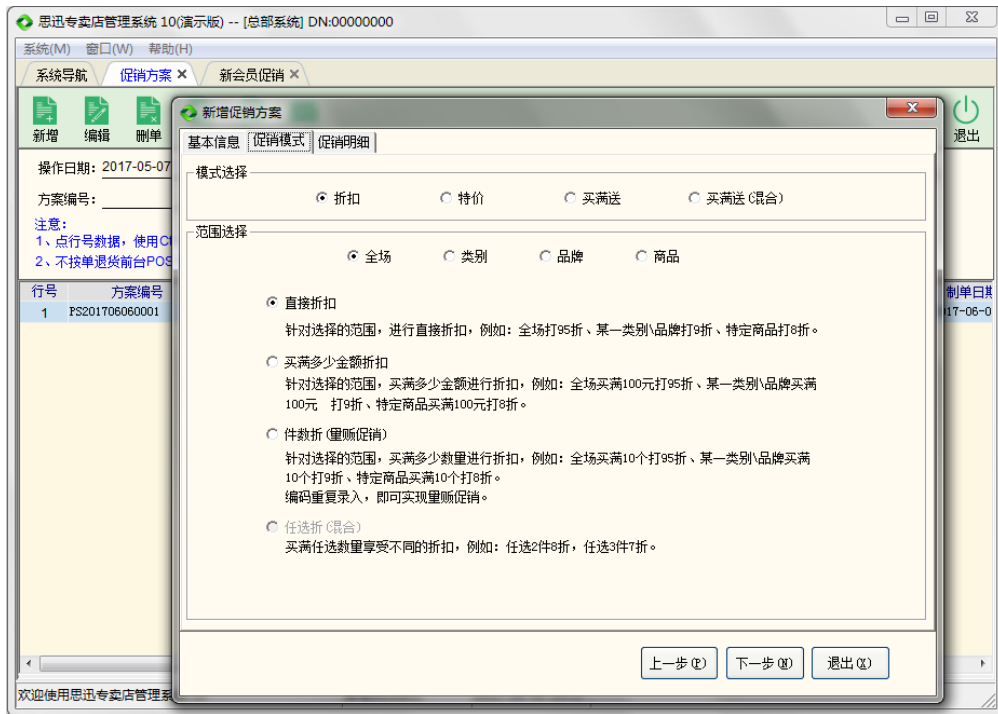 思迅专卖店管理系统 10(演示版) -- [总部系统] DN:00000000
系统(M) 窗口(W) 帮助(H)
系统导航 促销方案 × 新会员促销 ×
新增 编辑 删单 退出
新增促销方案
基本信息 促销模式 促销明细
操作日期: 2017-05-07
方案编号:
注意:
1、点行号数据，使用Ct
2、不按单退货前台POS
行号 方案编号 制单日期
1 PS201706060001 17-06-0
模式选择
折扣 特价 买满送 买满送(混合)
范围选择
全场 类别 品牌 商品
直接折扣
针对选择的范围，进行直接折扣，例如：全场打95折、某一类别\品牌打9折、特定商品打8折。
买满多少金额折扣
针对选择的范围，买满多少金额进行折扣，例如：全场买满100元打95折、某一类别\品牌买满
100元 打9折、特定商品买满100元打8折。
件数折(量贩促销)
针对选择的范围，买满多少数量进行折扣，例如：全场买满10个打95折、某一类别\品牌买满
10个打9折、特定商品买满10个打8折。
编码重复录入，即可实现量贩促销。
任选折(混合)
买满任选数量享受不同的折扣，例如：任选2件8折，任选3件7折。
上一步(P) 下一步(N) 退出(X)
欢迎使用思迅专卖店管理系